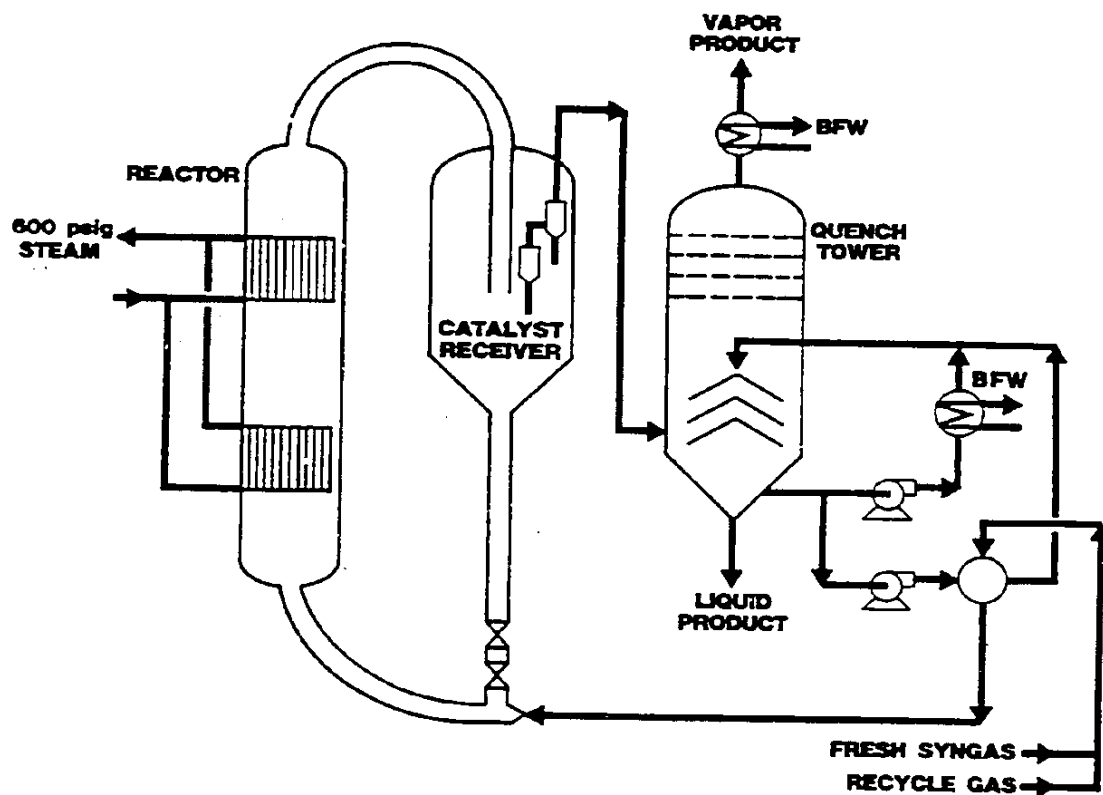 VAPOR
PRODUCT
BFW
REACTOR
600 psig
STEAM
QUENCH
TOWER
CATALYST
RECEIVER
BFW
LIQUID
PRODUCT
FRESH SYNGAS
RECYCLE GAS